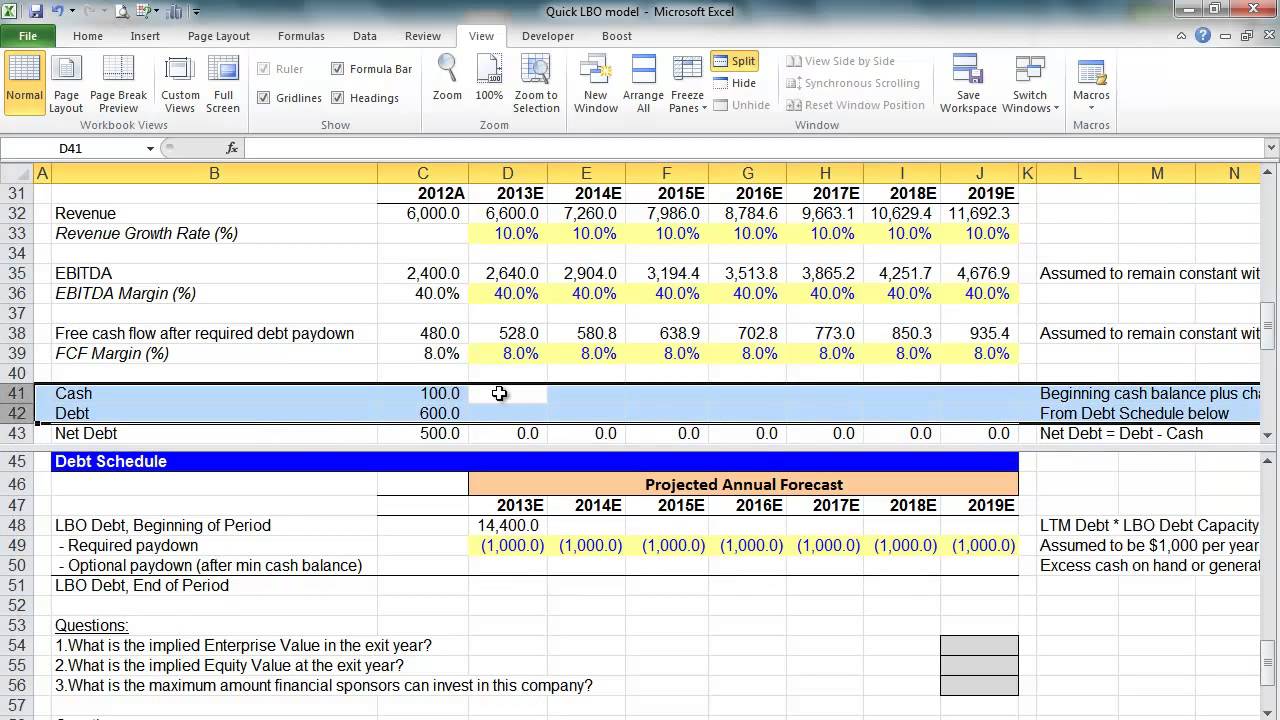 Quick LBO model - Microsoft Excel
File Home Insert Page Layout Formulas Data Review View Developer Boost
Normal Page Layout Page Break Preview Custom Views Full Screen
Workbook Views
Ruler Formula Bar
Gridlines Headings
Show
Zoom 100% Zoom to Selection
Zoom
New Window Arrange All Freeze Panes
Split
Hide
Unhide
View Side by Side
Synchronous Scrolling
Reset Window Position
Save Workspace Switch Windows
Window
Macros
Macros
D41 fx
A B C D E F G H I J K L M N
31 2012A 2013E 2014E 2015E 2016E 2017E 2018E 2019E
32 Revenue 6,000.0 6,600.0 7,260.0 7,986.0 8,784.6 9,663.1 10,629.4 11,692.3
33 Revenue Growth Rate (%) 10.0% 10.0% 10.0% 10.0% 10.0% 10.0% 10.0%
34
35 EBITDA 2,400.0 2,640.0 2,904.0 3,194.4 3,513.8 3,865.2 4,251.7 4,676.9 Assumed to remain constant wit
36 EBITDA Margin (%) 40.0% 40.0% 40.0% 40.0% 40.0% 40.0% 40.0% 40.0%
37
38 Free cash flow after required debt paydown 480.0 528.0 580.8 638.9 702.8 773.0 850.3 935.4 Assumed to remain constant wit
39 FCF Margin (%) 8.0% 8.0% 8.0% 8.0% 8.0% 8.0% 8.0% 8.0%
40
41 Cash 100.0 Beginning cash balance plus cha
42 Debt 600.0 From Debt Schedule below
43 Net Debt 500.0 0.0 0.0 0.0 0.0 0.0 0.0 0.0 Net Debt = Debt - Cash
45 Debt Schedule
46 Projected Annual Forecast
47 2013E 2014E 2015E 2016E 2017E 2018E 2019E
48 LBO Debt, Beginning of Period 14,400.0 LTM Debt * LBO Debt Capacity
49 - Required paydown (1,000.0) (1,000.0) (1,000.0) (1,000.0) (1,000.0) (1,000.0) (1,000.0) Assumed to be $1,000 per year
50 - Optional paydown (after min cash balance) Excess cash on hand or general
51 LBO Debt, End of Period
52
53 Questions:
54 1.What is the implied Enterprise Value in the exit year?
55 2.What is the implied Equity Value at the exit year?
56 3.What is the maximum amount financial sponsors can invest in this company?
57